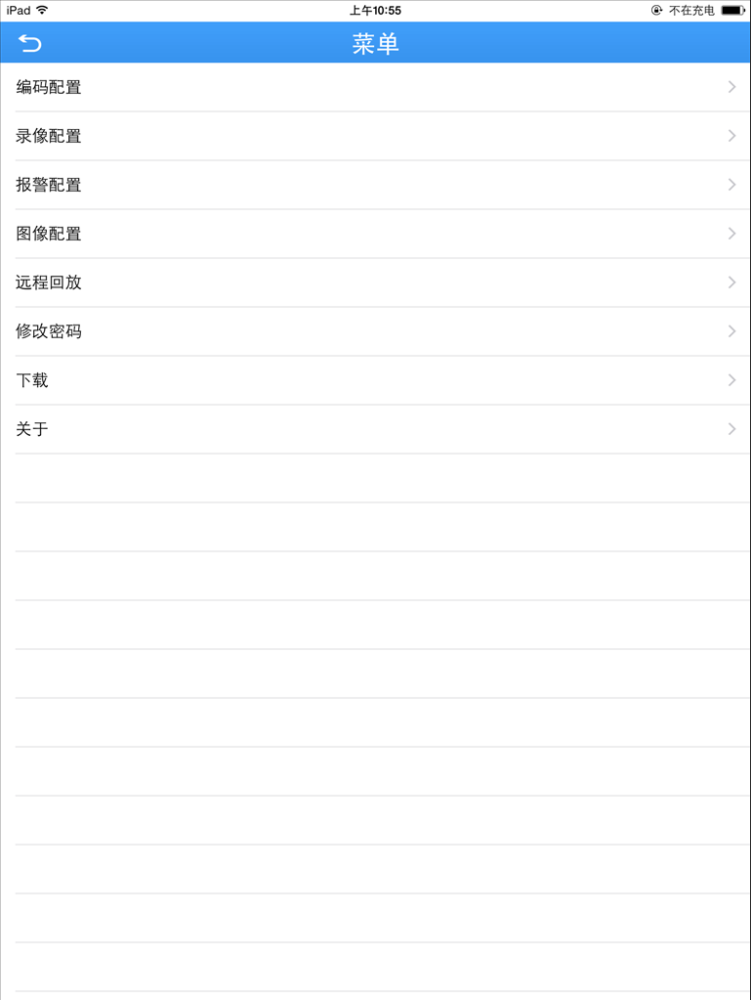 iPad 上午10:55 不在充电
菜单
编码配置
录像配置
报警配置
图像配置
远程回放
修改密码
下载
关于